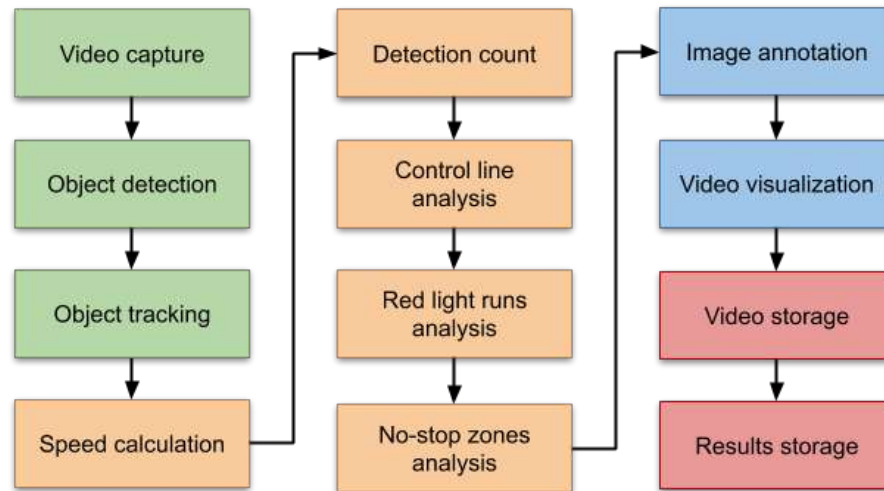 Video capture
Object detection
Object tracking
Speed calculation
Detection count
Control line
analysis
Red light runs
analysis
No-stop zones
analysis
Image annotation
Video visualization
Video storage
Results storage